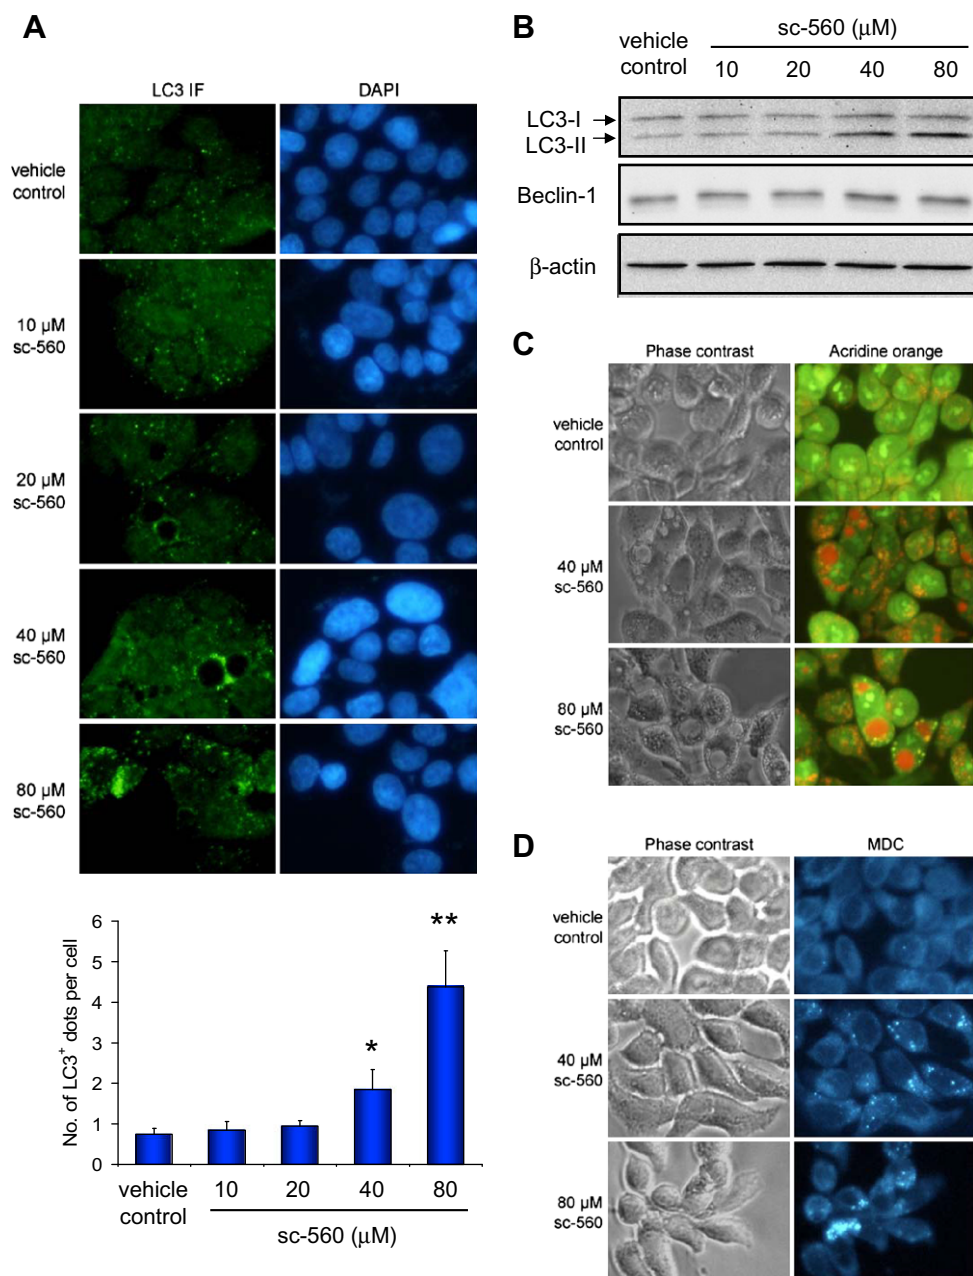 A
LC3 IF
DAPI
vehicle
control
10 µM
sc-560
20 µM
sc-560
40 µM
sc-560
80 µM
sc-560
No. of LC3+ dots per cell
6
5
4
3
2
1
0
*
**
vehicle
control
10
20
40
80
sc-560 (µM)
B
vehicle
control
sc-560 (µM)
10
20
40
80
LC3-I
LC3-II
Beclin-1
β-actin
C
Phase contrast
Acridine orange
vehicle
control
40 µM
sc-560
80 µM
sc-560
D
Phase contrast
MDC
vehicle
control
40 µM
sc-560
80 µM
sc-560